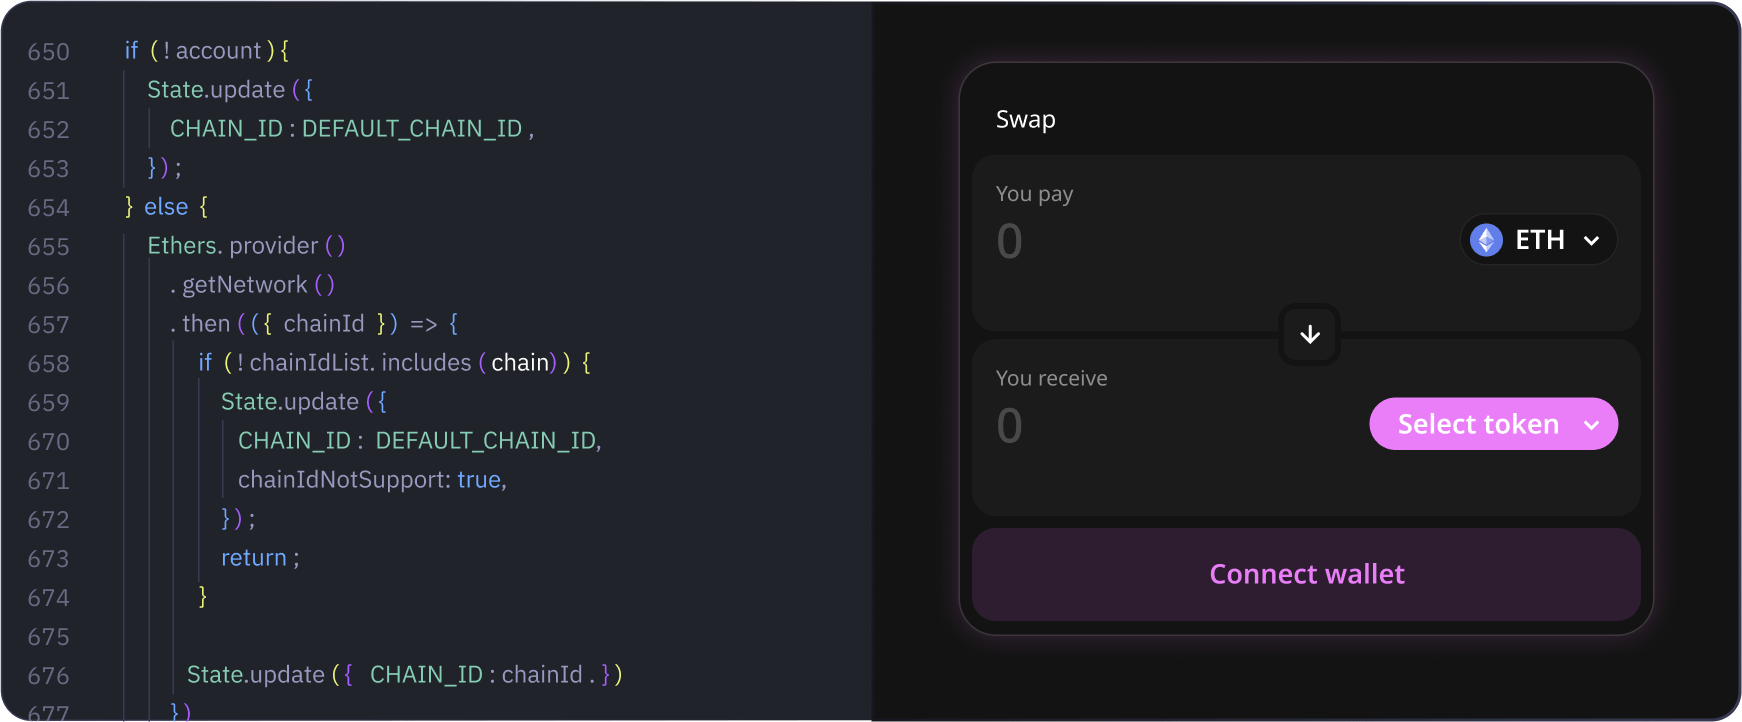 650 if (! account ){
651 State.update ({
652 CHAIN_ID : DEFAULT_CHAIN_ID ,
653 }) ;
654 } else {
655 Ethers. provider ()
656 . getNetwork ()
657 . then (({ chainId }) => {
658 if (! chainIdList. includes ( chain) ) {
659 State.update ({
670 CHAIN_ID : DEFAULT_CHAIN_ID,
671 chainIdNotSupport: true,
672 }) ;
673 return ;
674 }
675
676 State.update ({ CHAIN_ID : chainId . })
677 })
Swap
You pay
0
ETH
You receive
0
Select token
Connect wallet